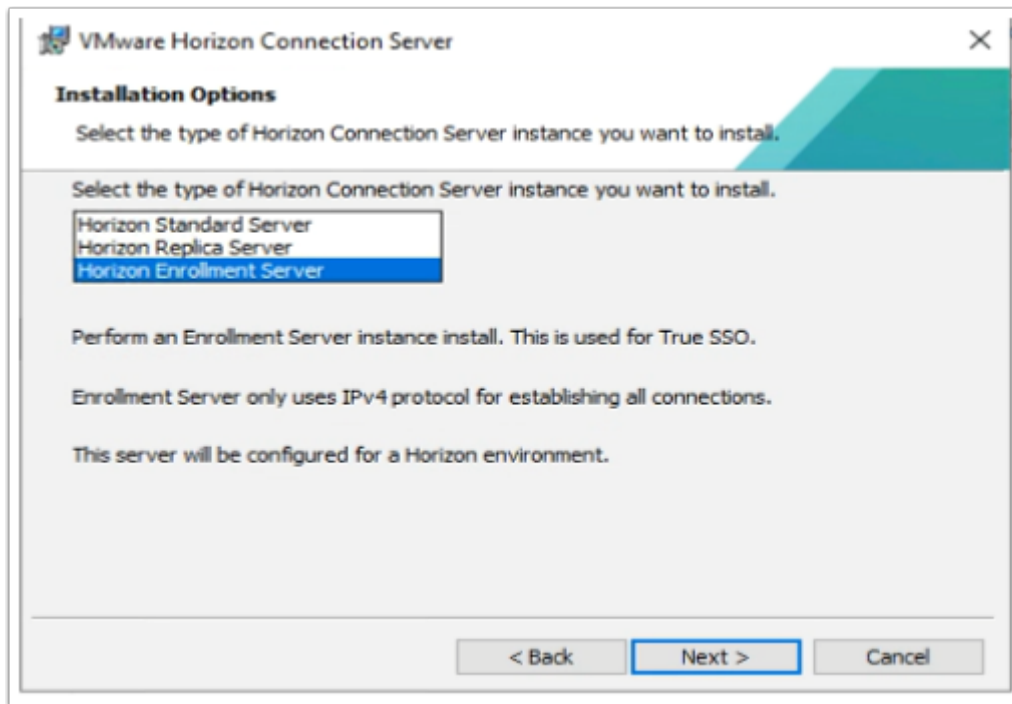 VMware Horizon Connection Server
Installation Options
Select the type of Horizon Connection Server instance you want to install.
Select the type of Horizon Connection Server instance you want to install.
Horizon Standard Server
Horizon Replica Server
Horizon Enrollment Server
Perform an Enrollment Server instance install. This is used for True SSO.
Enrollment Server only uses IPv4 protocol for establishing all connections.
This server will be configured for a Horizon environment.
< Back
Next >
Cancel